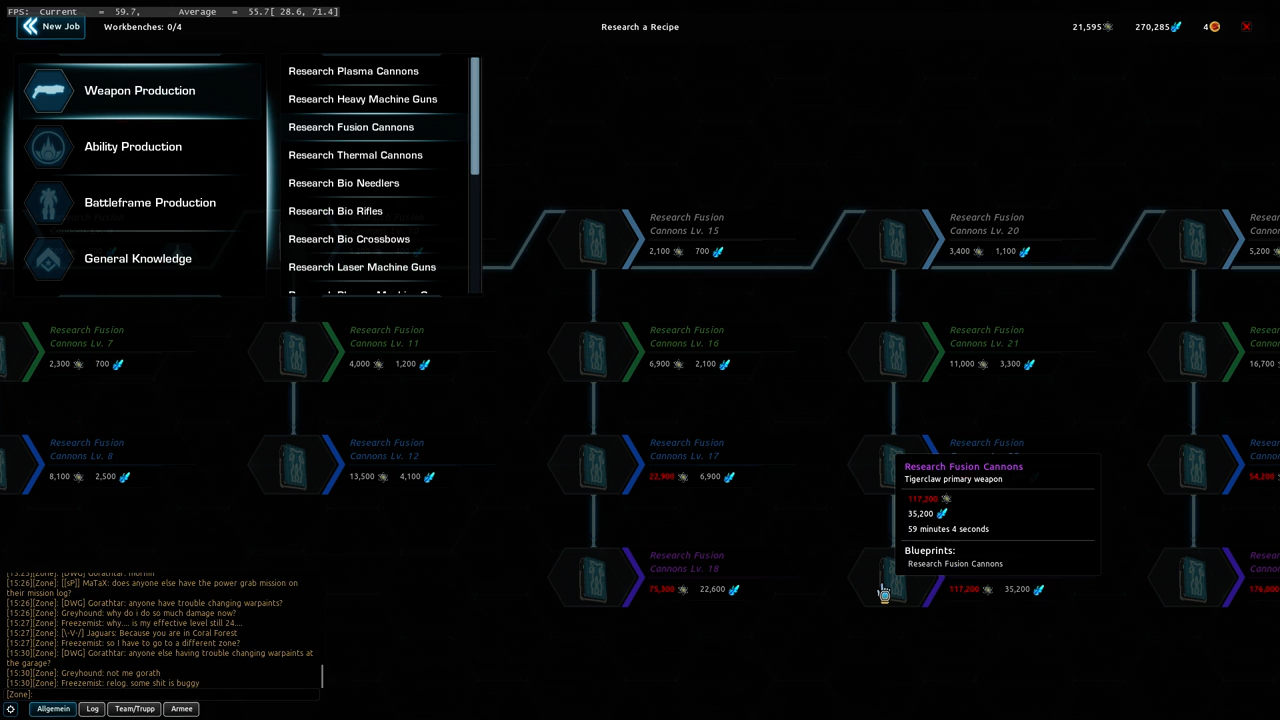 FPS: Current = 59.7, Average = 55.7[ 28.6, 71.4]
New Job
Workbenches: 0/4
Research a Recipe
21,595
270,285
4
Weapon Production
Ability Production
Battleframe Production
General Knowledge
Research Plasma Cannons
Research Heavy Machine Guns
Research Fusion Cannons
Research Thermal Cannons
Research Bio Needlers
Research Bio Rifles
Research Bio Crossbows
Research Laser Machine Guns
Research Fusion
Cannons Lv. 15
2,100 700
Research Fusion
Cannons Lv. 20
3,400 1,100
Research
Cannons
5,200
Research Fusion
Cannons Lv. 7
2,300 700
Research Fusion
Cannons Lv. 11
4,000 1,200
Research Fusion
Cannons Lv. 16
6,900 2,100
Research Fusion
Cannons Lv. 21
11,000 3,300
Research
Cannons
16,700
Research Fusion
Cannons Lv. 8
8,100 2,500
Research Fusion
Cannons Lv. 12
13,500 4,100
Research Fusion
Cannons Lv. 17
22,900 6,900
Research Fusion
Research
Cannons
Research Fusion Cannons
Tigerclaw primary weapon
117,200
35,200
59 minutes 4 seconds
Blueprints:
Research Fusion Cannons
Research Fusion
Cannons Lv. 18
75,300 22,600
117,200 35,200
Research
Cannons
176,000
[15:26][Zone]: [[sP]] MaTaX: does anyone else have the power grab mission on
their mission log?
[15:26][Zone]: [DWG] Gorathtar: anyone have trouble changing warpaints?
[15:26][Zone]: Greyhound: why do i do so much damage now?
[15:27][Zone]: Freezemist: why.... is my effective level still 24....
[15:27][Zone]: [\-V-/] Jaguars: Because you are in Coral Forest
[15:27][Zone]: Freezemist: so I have to go to a different zone?
[15:30][Zone]: [DWG] Gorathtar: anyone else having trouble changing warpaints at
the garage?
[15:30][Zone]: Greyhound: not me gorath
[15:30][Zone]: Freezemist: relog. some shit is buggy
[Zone]:
Allgemein
Log
Team/Trupp
Armee